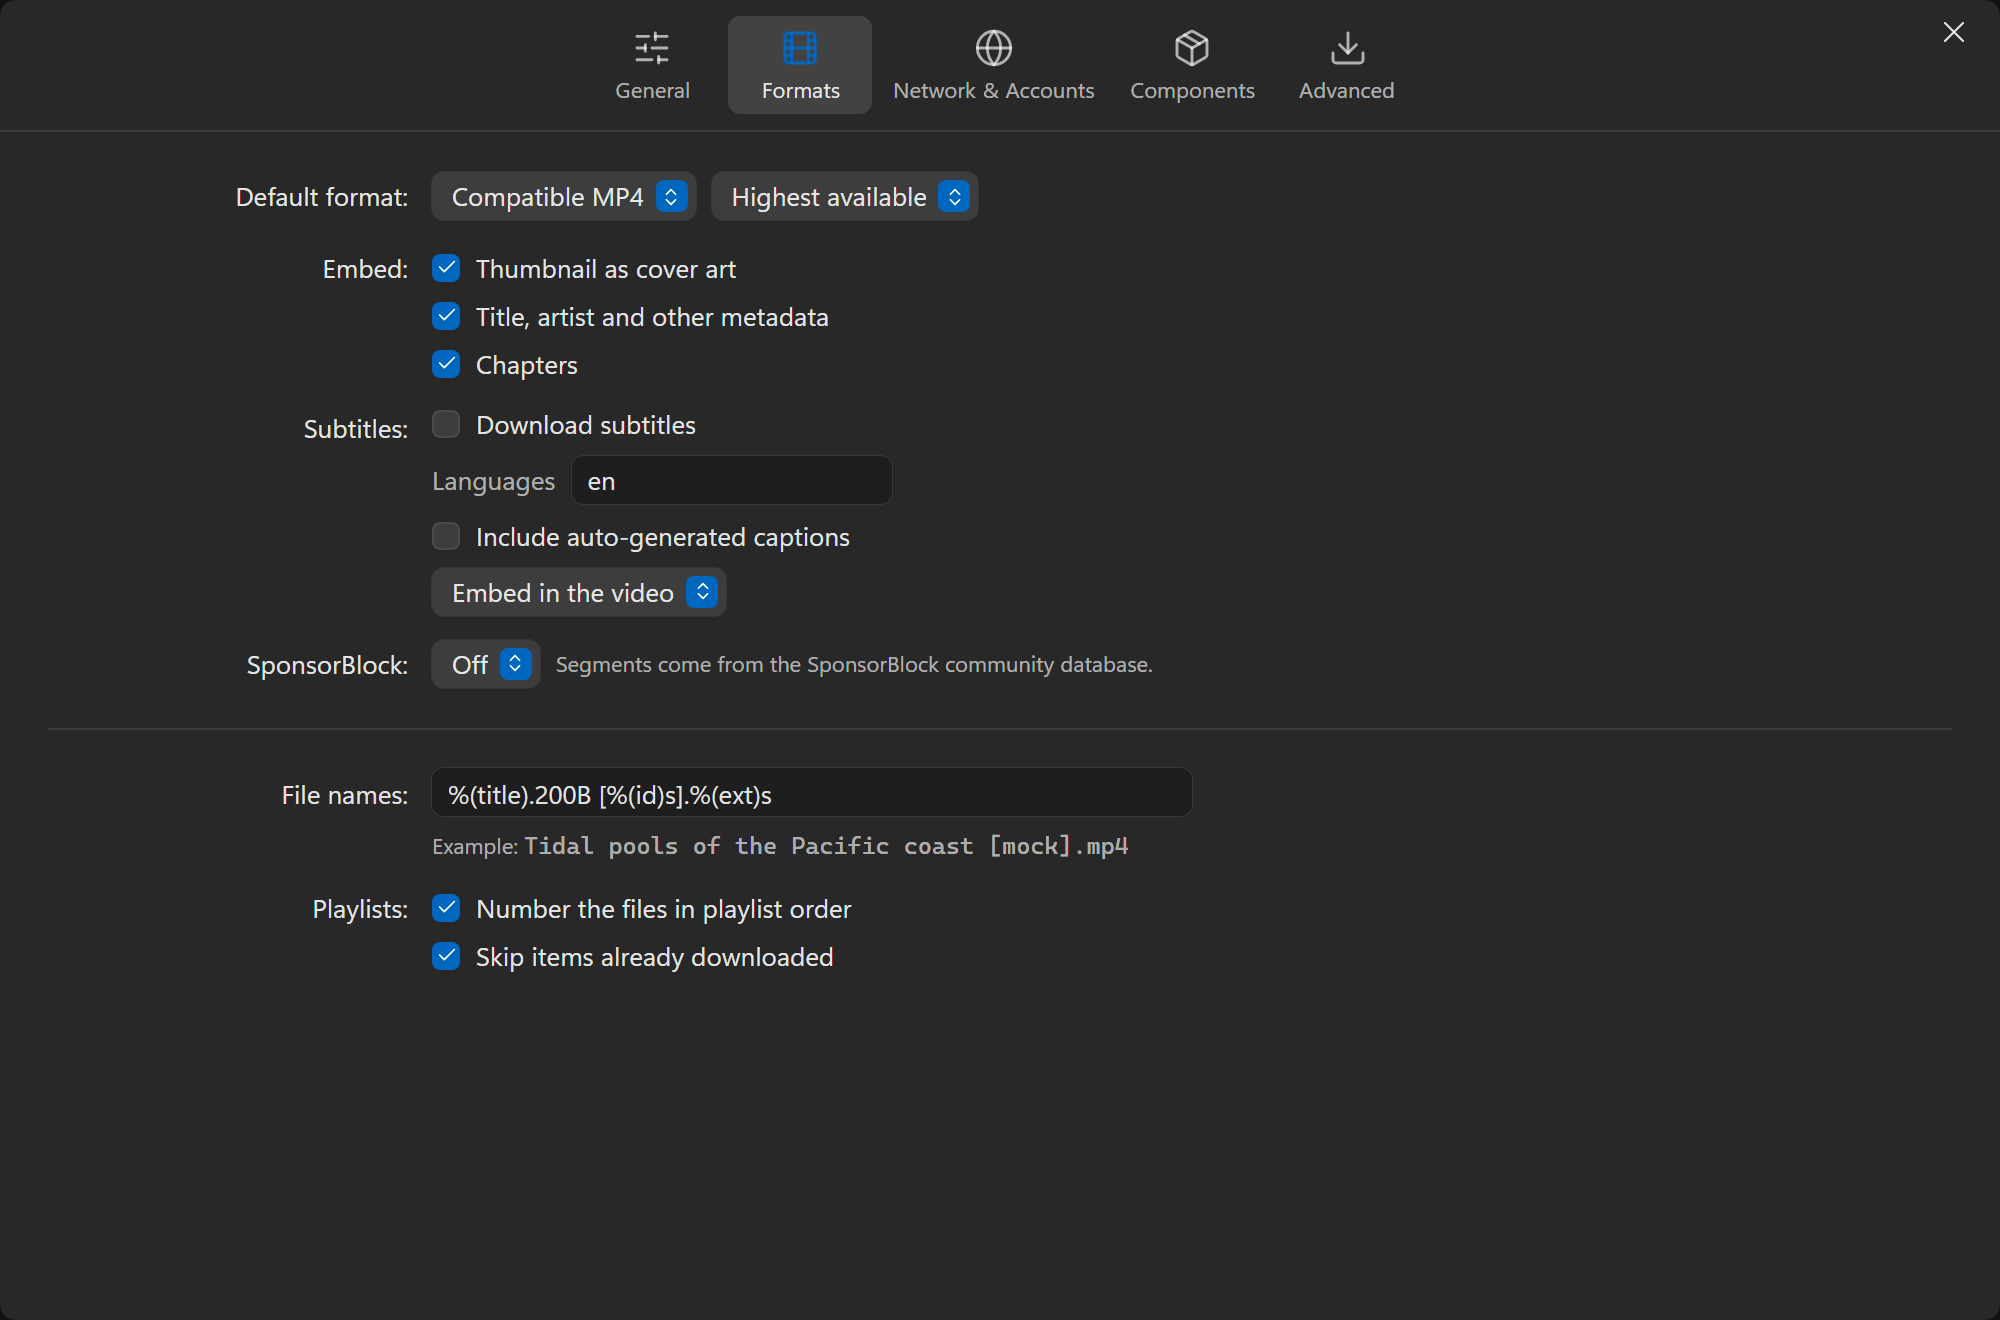 General
Formats
Network & Accounts
Components
Advanced
Default format: Compatible MP4 Highest available
Embed: Thumbnail as cover art
Title, artist and other metadata
Chapters
Subtitles: Download subtitles
Languages en
Include auto-generated captions
Embed in the video
SponsorBlock: Off Segments come from the SponsorBlock community database.
File names: %(title).200B [%(id)s].%(ext)s
Example: Tidal pools of the Pacific coast [mock].mp4
Playlists: Number the files in playlist order
Skip items already downloaded